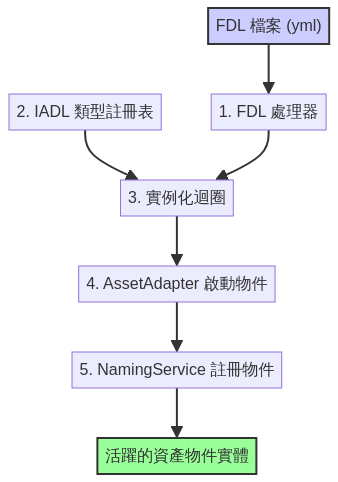 FDL 檔案 (yml)
2. IADL 類型註冊表
1. FDL 處理器
3. 實例化迴圈
4. AssetAdapter 啟動物件
5. NamingService 註冊物件
活躍的資產物件實體